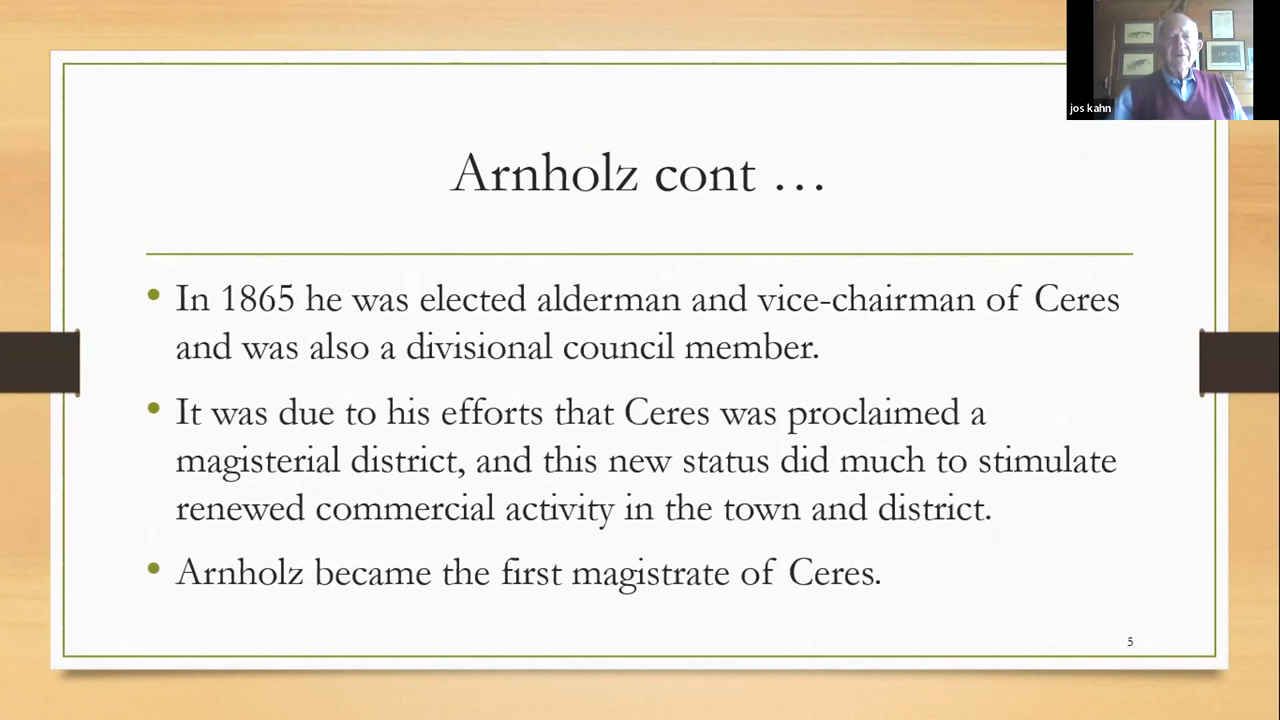 jos kahn
Arnholz cont …
• In 1865 he was elected alderman and vice-chairman of Ceres
and was also a divisional council member.
• It was due to his efforts that Ceres was proclaimed a
magisterial district, and this new status did much to stimulate
renewed commercial activity in the town and district.
• Arnholz became the first magistrate of Ceres.
5